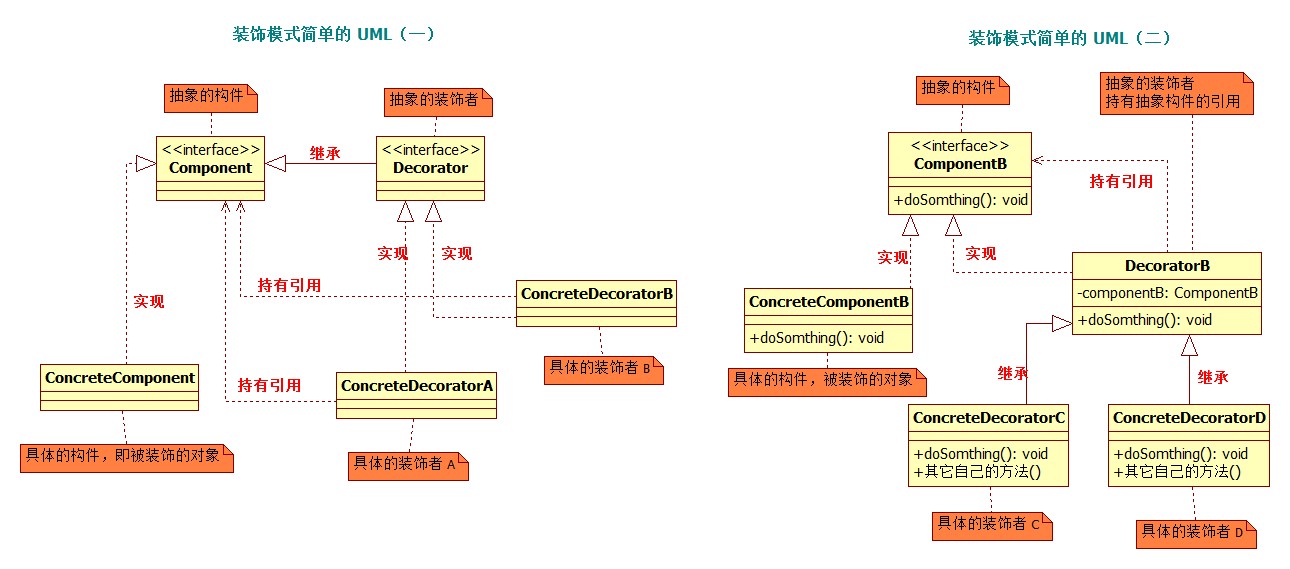 装饰模式简单的 UML（一）
抽象的构件
抽象的装饰者
<<interface>>
Component
继承
<<interface>>
Decorator
实现
实现
持有引用
实现
ConcreteDecoratorB
具体的装饰者 B
ConcreteComponent
持有引用
ConcreteDecoratorA
具体的构件，即被装饰的对象
具体的装饰者 A
装饰模式简单的 UML（二）
抽象的构件
抽象的装饰者
持有抽象构件的引用
<<interface>>
ComponentB
+doSomthing(): void
持有引用
实现
实现
DecoratorB
-componentB: ComponentB
+doSomthing(): void
ConcreteComponentB
+doSomthing(): void
具体的构件，被装饰的对象
继承
继承
ConcreteDecoratorC
+doSomthing(): void
+其它自己的方法()
ConcreteDecoratorD
+doSomthing(): void
+其它自己的方法()
具体的装饰者 C
具体的装饰者 D